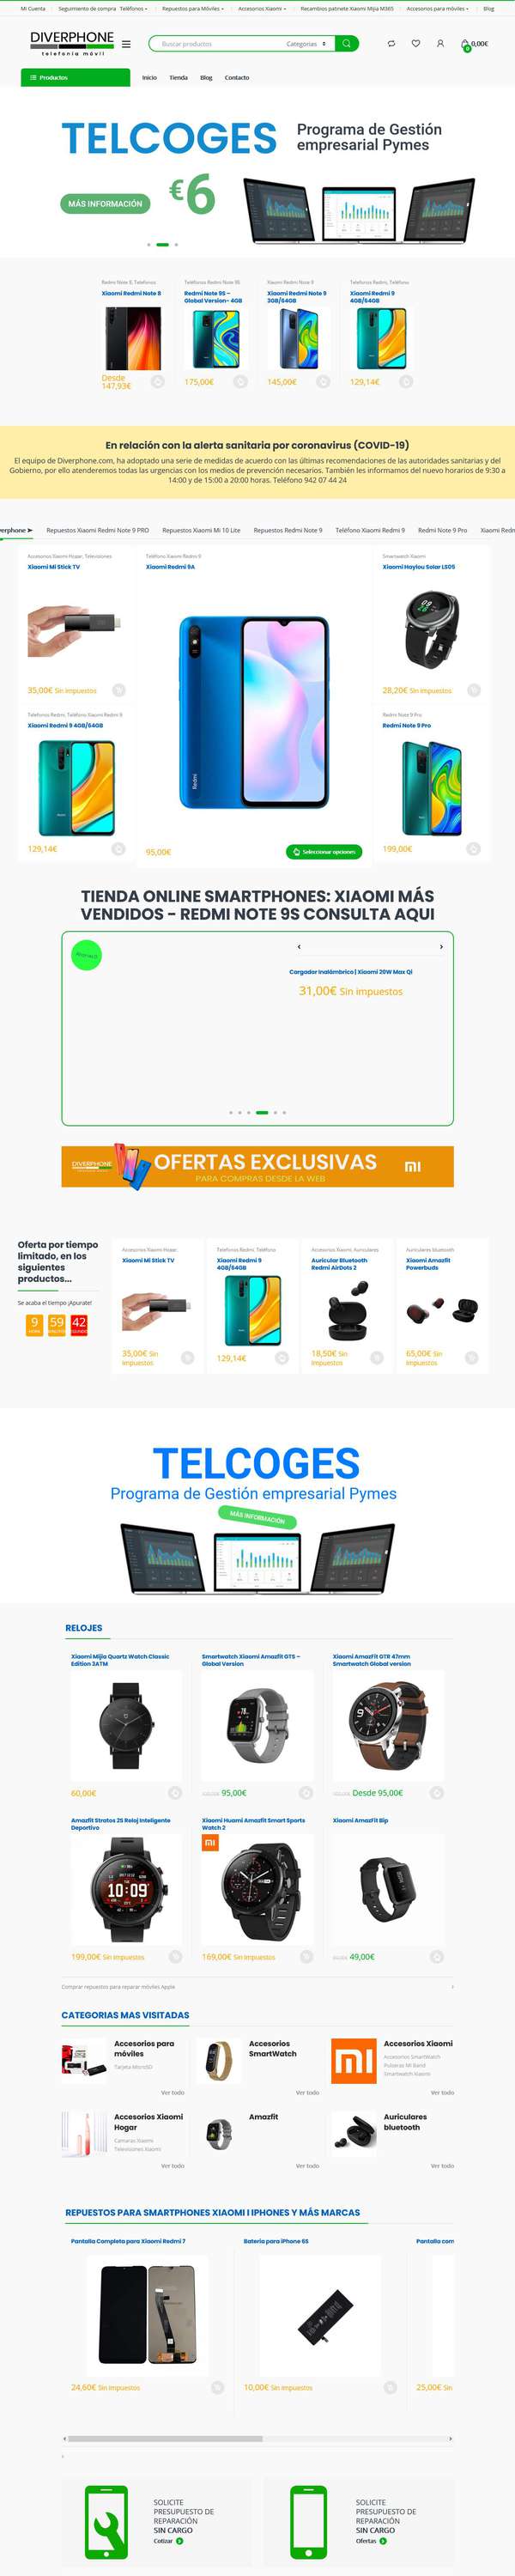 Mi Cuenta
Seguimiento de compra
Teléfonos
Repuestos para Móviles
Accesorios Xiaomi
Recambios patinete Xiaomi Mijia M365
Accesorios para móviles
Blog
DIVERPHONE
telefonía móvil
Buscar productos
Categorías
0
0,00€
Productos
Inicio
Tienda
Blog
Contacto
TELCOGES
Programa de Gestión
empresarial Pymes
€6
MÁS INFORMACIÓN
Redmi Note 8, Teléfonos
Xiaomi Redmi Note 8
Desde
147,93€
Teléfonos Redmi Note 9S
Redmi Note 9S –
Global Version- 4GB
175,00€
Xiaomi Redmi Note 9
Xiaomi Redmi Note 9
3GB/64GB
145,00€
Teléfonos Redmi, Teléfono
Xiaomi Redmi 9
4GB/64GB
129,14€
En relación con la alerta sanitaria por coronavirus (COVID-19)
El equipo de Diverphone.com, ha adoptado una serie de medidas de acuerdo con las últimas recomendaciones de las autoridades sanitarias y del
Gobierno, por ello atenderemos todas las urgencias con los medios de prevención necesarios. También les informamos del nuevo horarios de 9:30 a
14:00 y de 15:00 a 20:00 horas. Teléfono 942 07 44 24
verphone ➤
Repuestos Xiaomi Redmi Note 9 PRO
Repuestos Xiaomi Mi 10 Lite
Repuestos Redmi Note 9
Teléfono Xiaomi Redmi 9
Redmi Note 9 Pro
Xiaomi Redn
Accesorios Xiaomi Hogar, Televisiones
Xiaomi Mi Stick TV
35,00€ Sin impuestos
Teléfonos Redmi, Teléfono Xiaomi Redmi 9
Xiaomi Redmi 9 4GB/64GB
129,14€
Teléfono Xiaomi Redmi 9
Xiaomi Redmi 9A
Redmi
95,00€
Seleccionar opciones
Smartwatch Xiaomi
Xiaomi Haylou Solar LS05
28,20€ Sin impuestos
Redmi Note 9 Pro
Redmi Note 9 Pro
199,00€
TIENDA ONLINE SMARTPHONES: XIAOMI MÁS
VENDIDOS – REDMI NOTE 9S CONSULTA AQUI
Cargador Inalámbrico| Xiaomi 20W Max Qi
31,00€ Sin impuestos
DIVERPHONE
OFERTAS EXCLUSIVAS
PARA COMPRAS DESDE LA WEB
mi
Oferta por tiempo
limitado, en los
siguientes
productos...
Se acaba el tiempo ¡Apurate!
9
59
42
Accesorios Xiaomi Hogar,
Xiaomi Mi Stick TV
35,00€ Sin
impuestos
Teléfonos Redmi, Teléfono
Xiaomi Redmi 9
4GB/64GB
129,14€
Accesorios Xiaomi, Auriculares
Auricular Bluetooth
Redmi AirDots 2
18,50€ Sin
impuestos
Auriculares bluetooth
Xiaomi Amazfit
Powerbuds
65,00€ Sin
impuestos
TELCOGES
Programa de Gestión empresarial Pymes
MÁS INFORMACIÓN
RELOJES
Xiaomi Mijia Quartz Watch Classic
Edition 3ATM
60,00€
Smartwatch Xiaomi Amazfit GTS –
Global Version
95,00€
Xiaomi Amazfit GTR 47mm
Smartwatch Global version
Desde 95,00€
Amazfit Stratos 2S Reloj Inteligente
Deportivo
10:09
199,00€ Sin impuestos
Xiaomi Huami Amazfit Smart Sports
Watch 2
mi
169,00€ Sin impuestos
Xiaomi Amazfit Bip
49,00€
Comprar repuestos para reparar móviles Apple
CATEGORIAS MAS VISITADAS
Accesorios para
móviles
Tarjeta MicroSD
Ver todo
Accesorios
SmartWatch
Ver todo
mi
Accesorios Xiaomi
Accesorios SmartWatch
Pulseras Mi Band
Smartwatch Xiaomi
Ver todo
Accesorios Xiaomi
Hogar
Camaras Xiaomi
Televisiones Xiaomi
Ver todo
Amazfit
Ver todo
Auriculares
bluetooth
Ver todo
REPUESTOS PARA SMARTPHONES XIAOMI I IPHONES Y MÁS MARCAS
Pantalla Completa para Xiaomi Redmi 7
24,60€ Sin impuestos
Bateria para iPhone 6S
10,00€ Sin impuestos
Pantalla com
25,00€ Sin
SOLICITE
PRESUPUESTO DE
REPARACIÓN
SIN CARGO
Cotizar
SOLICITE
PRESUPUESTO DE
REPARACIÓN
SIN CARGO
Ofertas